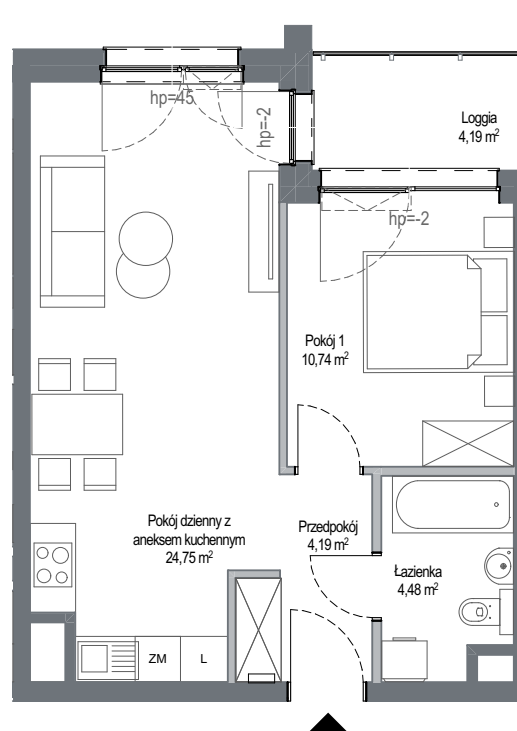 hp=45
hp=-2
Loggia
4,19 m²
hp=-2
Pokój 1
10,74 m²
Pokój dzienny z
aneksem kuchennym
24,75 m²
Przedpokój
4,19 m²
Łazienka
4,48 m²
ZM
L